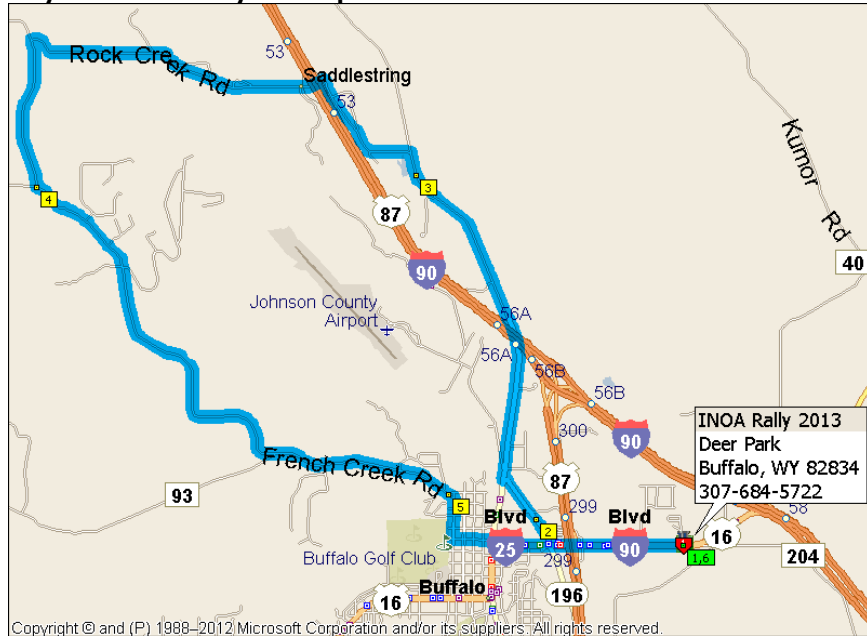 53
Rock Creek Rd
Saddlestring
53
Kumor Rd
4
3
87
90
40
Johnson County
Airport
56A
56A
56B
56B
300
90
INOA Rally 2013
Deer Park
Buffalo, WY 82834
307-684-5722
87
French Creek Rd
93
5
299
58
Blvd
Blvd
2
16
25
90
Buffalo Golf Club
299
1,6
204
Buffalo
16
196
Copyright © and (P) 1988–2012 Microsoft Corporation and/or its suppliers. All rights reserved.